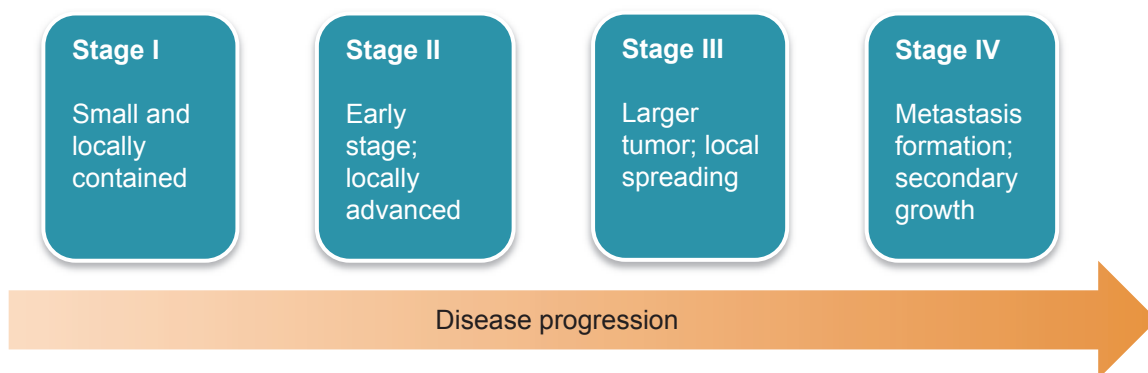 Stage I
Small and
locally
contained
Stage II
Early
stage;
locally
advanced
Stage III
Larger
tumor; local
spreading
Stage IV
Metastasis
formation;
secondary
growth
Disease progression